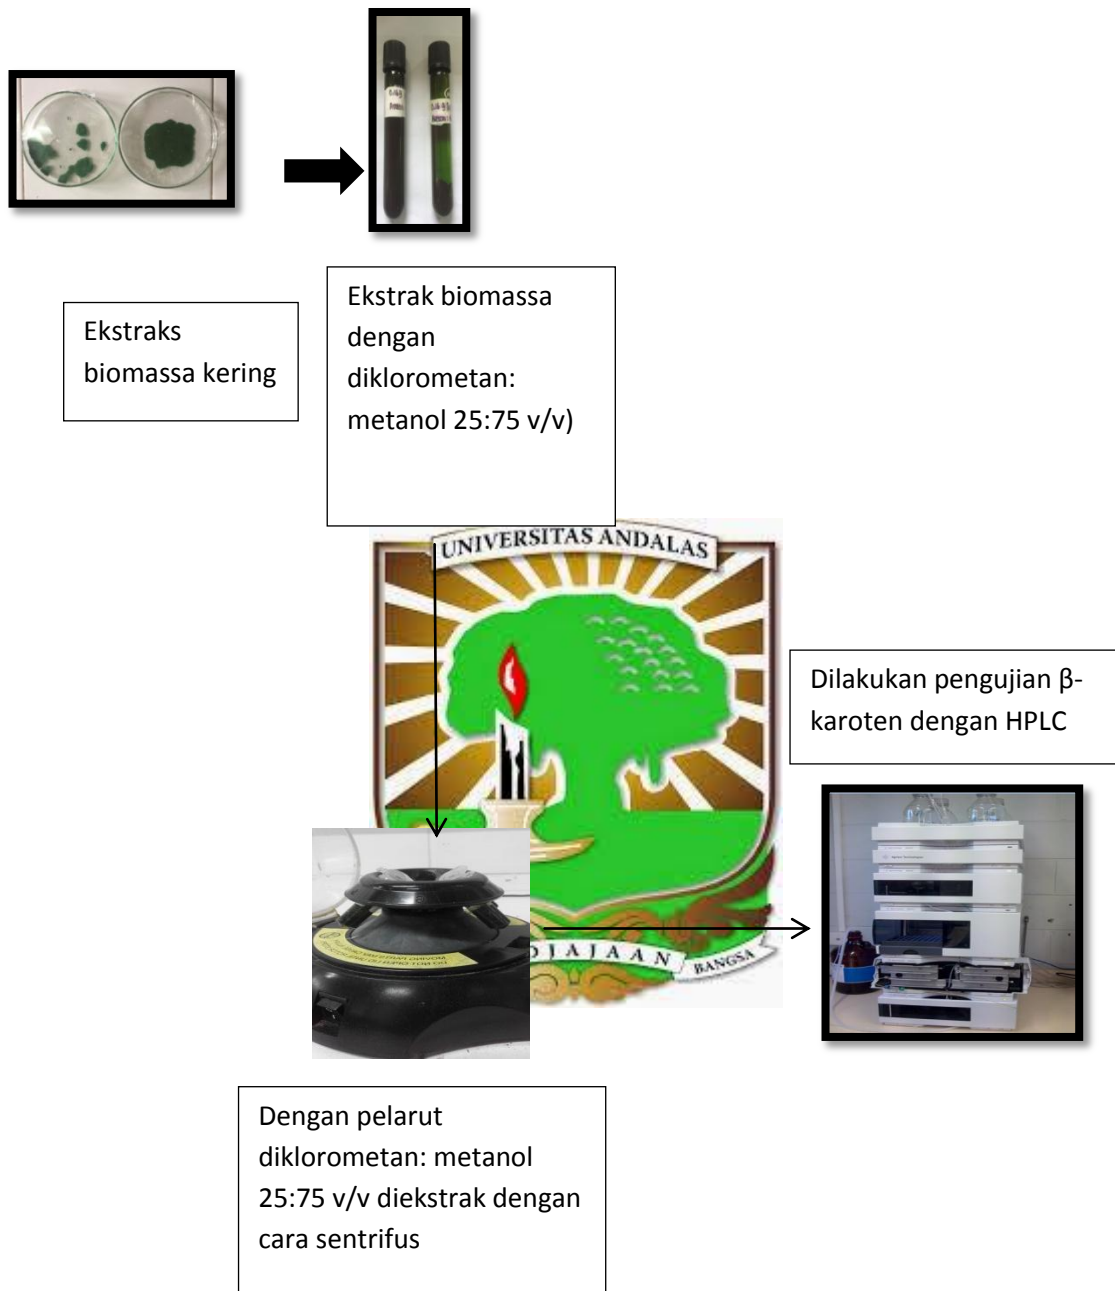 Ekstraks
biomassa kering
Ekstrak biomassa
dengan
diklorometan:
metanol 25:75 v/v)
UNIVERSITAS ANDALAS
Dilakukan pengujian β-
karoten dengan HPLC
DJAJAAN BANGSA
Dengan pelarut
diklorometan: metanol
25:75 v/v diekstrak dengan
cara sentrifus